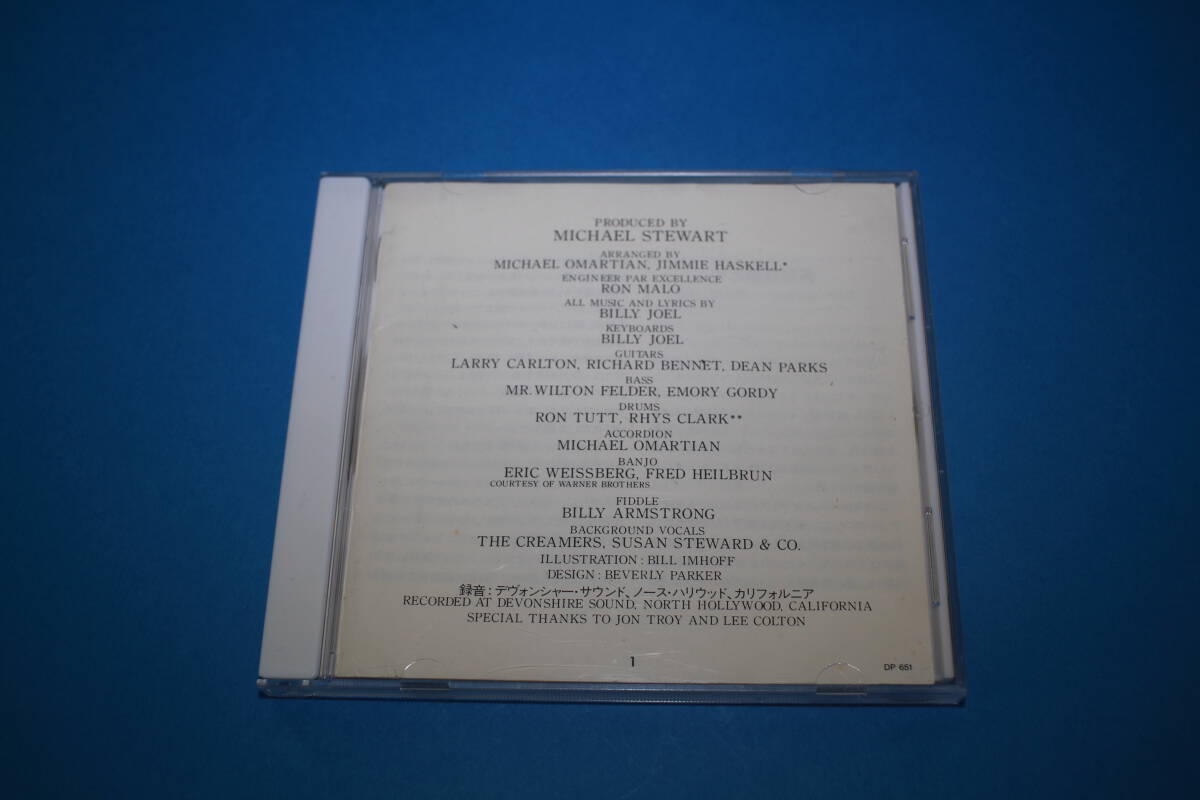 PRODUCED BY
MICHAEL STEWART
ARRANGED BY
MICHAEL OMARTIAN, JIMMIE HASKELL*
ENGINEER PAR EXCELLENCE
RON MALO
ALL MUSIC AND LYRICS BY
BILLY JOEL
KEYBOARDS
BILLY JOEL
GUITARS
LARRY CARLTON, RICHARD BENNET, DEAN PARKS
BASS
MR. WILTON FELDER, EMORY GORDY
DRUMS
RON TUTT, RHYS CLARK**
ACCORDION
MICHAEL OMARTIAN
BANJO
ERIC WEISSBERG, FRED HEILBRUN
COURTESY OF WARNER BROTHERS
FIDDLE
BILLY ARMSTRONG
BACKGROUND VOCALS
THE CREAMERS, SUSAN STEWARD & CO.
ILLUSTRATION : BILL IMHOFF
DESIGN : BEVERLY PARKER
録音：デヴォンシャー・サウンド、ノース・ハリウッド、カリフォルニア
RECORDED AT DEVONSHIRE SOUND, NORTH HOLLYWOOD, CALIFORNIA
SPECIAL THANKS TO JON TROY AND LEE COLTON
1
DP 651